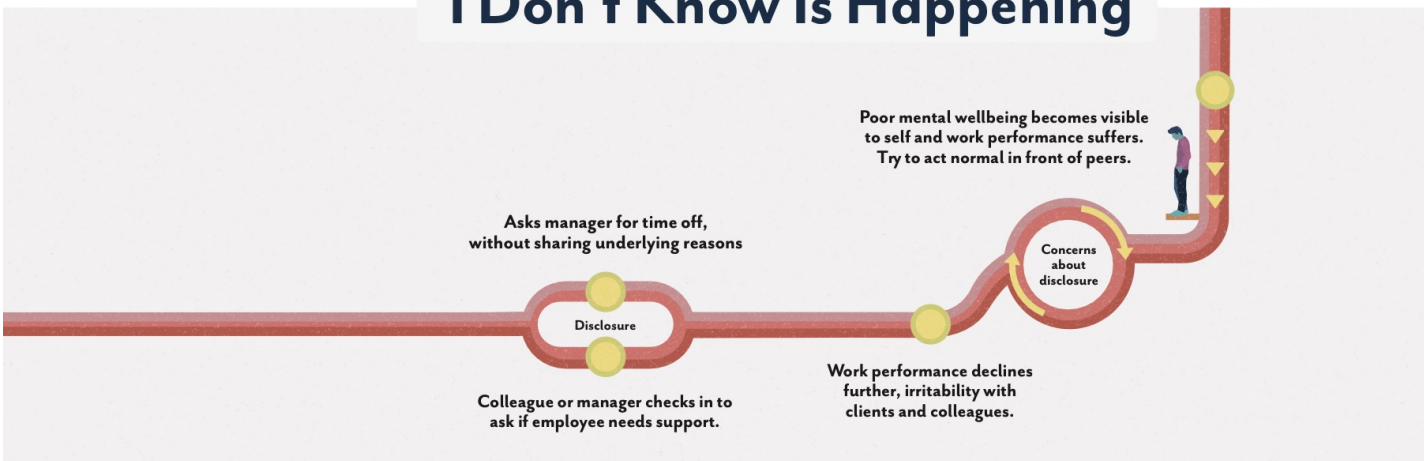 I Don't Know Is Happening
Poor mental wellbeing becomes visible
to self and work performance suffers.
Try to act normal in front of peers.
Asks manager for time off,
without sharing underlying reasons
Concerns
about
disclosure
Disclosure
Work performance declines
further, irritability with
clients and colleagues.
Colleague or manager checks in to
ask if employee needs support.